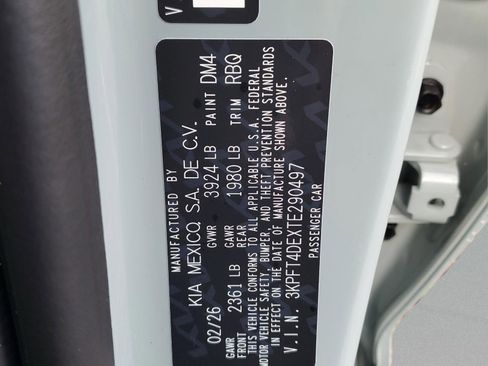 V
MANUFACTURED BY
KIA MEXICO, S.A. DE C.V.
02/26 GVWR 3924 LB PAINT DM4
GAWR FRONT 2361 LB GAWR REAR 1980 LB TRIM RBQ
THIS VEHICLE CONFORMS TO ALL APPLICABLE U.S.A. FEDERAL
MOTOR VEHICLE SAFETY, BUMPER, AND THEFT PREVENTION STANDARDS
IN EFFECT ON THE DATE OF MANUFACTURE SHOWN ABOVE.
V.I.N. 3KPFT4DEXTE290497
PASSENGER CAR